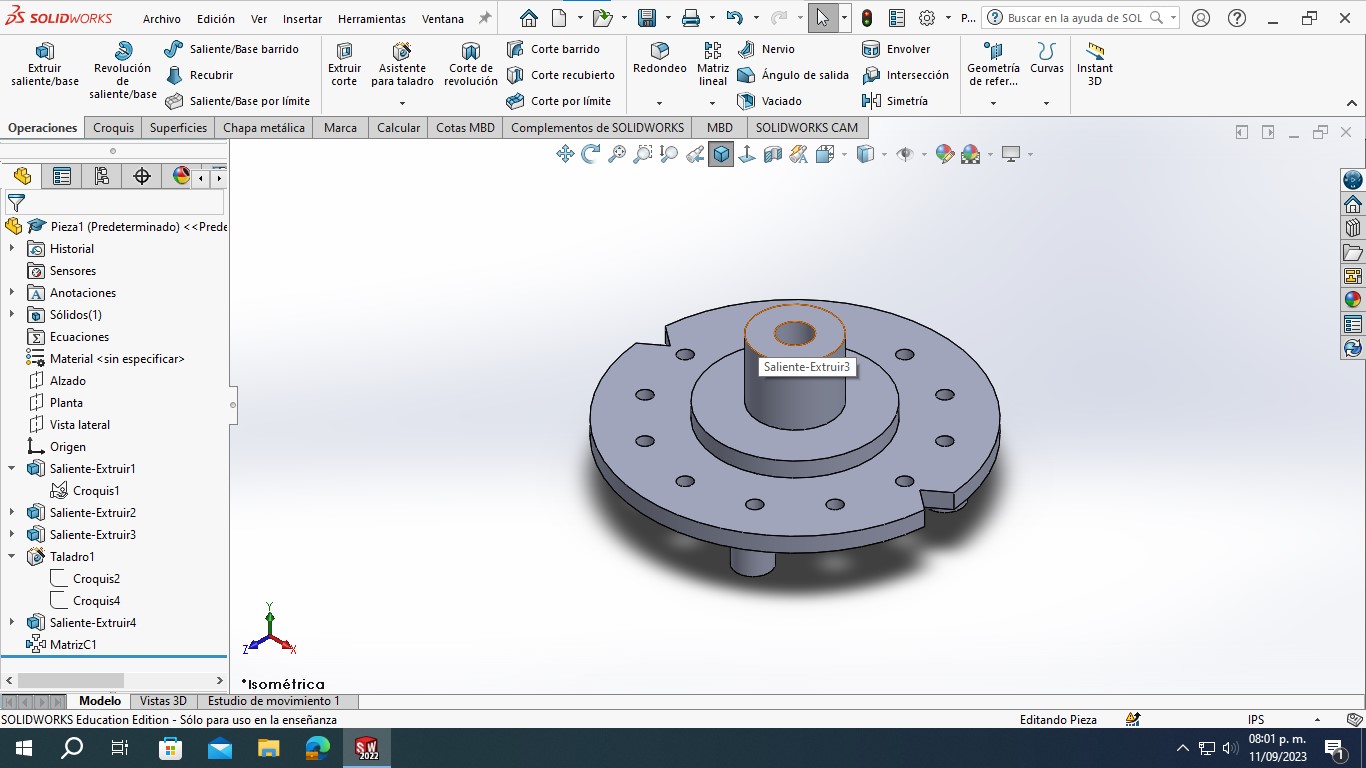 SOLIDWORKS
Archivo Edición Ver Insertar Herramientas Ventana
P... Buscar en la ayuda de SOL
Extruir saliente/base
Revolución de saliente/base
Saliente/Base barrido
Recubrir
Saliente/Base por límite
Extruir corte
Asistente para taladro
Corte de revolución
Corte barrido
Corte recubierto
Corte por límite
Redondeo
Matriz lineal
Nervio
Ángulo de salida
Vaciado
Envolver
Intersección
Simetría
Geometría de refer...
Curvas
Instant 3D
Operaciones Croquis Superficies Chapa metálica Marca Calcular Cotas MBD Complementos de SOLIDWORKS MBD SOLIDWORKS CAM
Pieza1 (Predeterminado) <<Prede
Historial
Sensores
Anotaciones
Sólidos(1)
Ecuaciones
Material <sin especificar>
Alzado
Planta
Vista lateral
Origen
Saliente-Extruir1
Croquis1
Saliente-Extruir2
Saliente-Extruir3
Taladro1
Croquis2
Croquis4
Saliente-Extruir4
MatrizC1
Saliente-Extruir3
Y
Z X
*Isométrica
Modelo Vistas 3D Estudio de movimiento 1
SOLIDWORKS Education Edition - Sólo para uso en la enseñanza Editando Pieza IPS
SW 2022
08:01 p. m.
11/09/2023
1